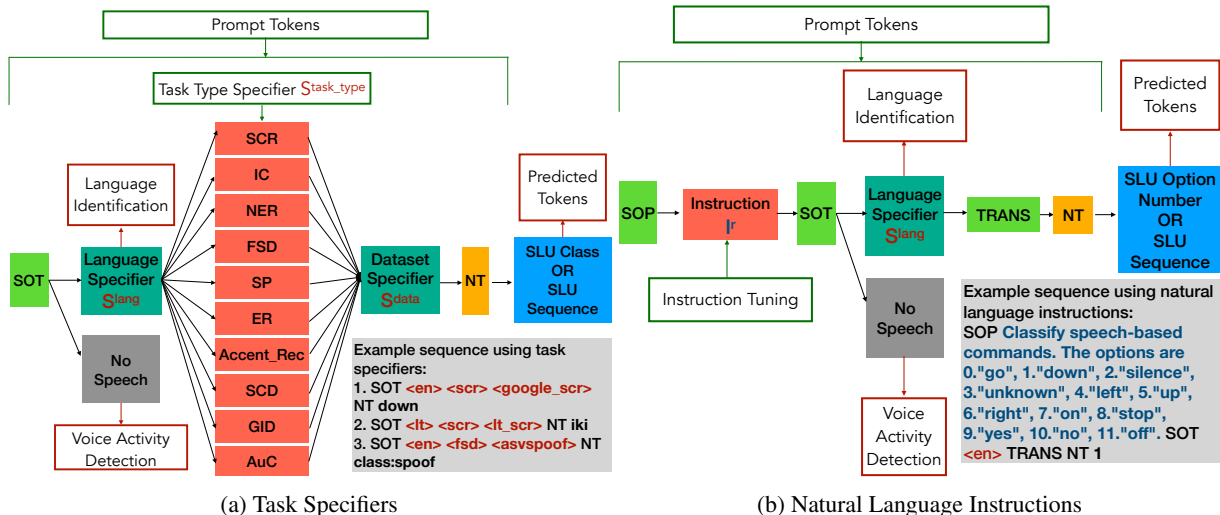 Prompt Tokens
Task Type Specifier S^task_type
Language
Identification
SOT
Language
Specifier
S^lang
No
Speech
Voice Activity
Detection
SCR
IC
NER
FSD
SP
ER
Accent_Rec
SCD
GID
AuC
Dataset
Specifier
S^data
NT
Predicted
Tokens
SLU Class
OR
SLU
Sequence
Example sequence using task
specifiers:
1. SOT <en> <scr> <google_scr>
NT down
2. SOT <lt> <scr> <lt_scr> NT iki
3. SOT <en> <fsd> <asvspoof> NT
class:spoof
(a) Task Specifiers
Prompt Tokens
Language
Identification
Predicted
Tokens
SOP
Instruction
I^r
Instruction Tuning
SOT
Language
Specifier
S^lang
No
Speech
Voice
Activity
Detection
TRANS
NT
SLU Option
Number
OR
SLU
Sequence
Example sequence using natural
language instructions:
SOP Classify speech-based
commands. The options are
0."go", 1."down", 2."silence",
3."unknown", 4."left", 5."up",
6."right", 7."on", 8."stop",
9."yes", 10."no", 11."off". SOT
<en> TRANS NT 1
(b) Natural Language Instructions